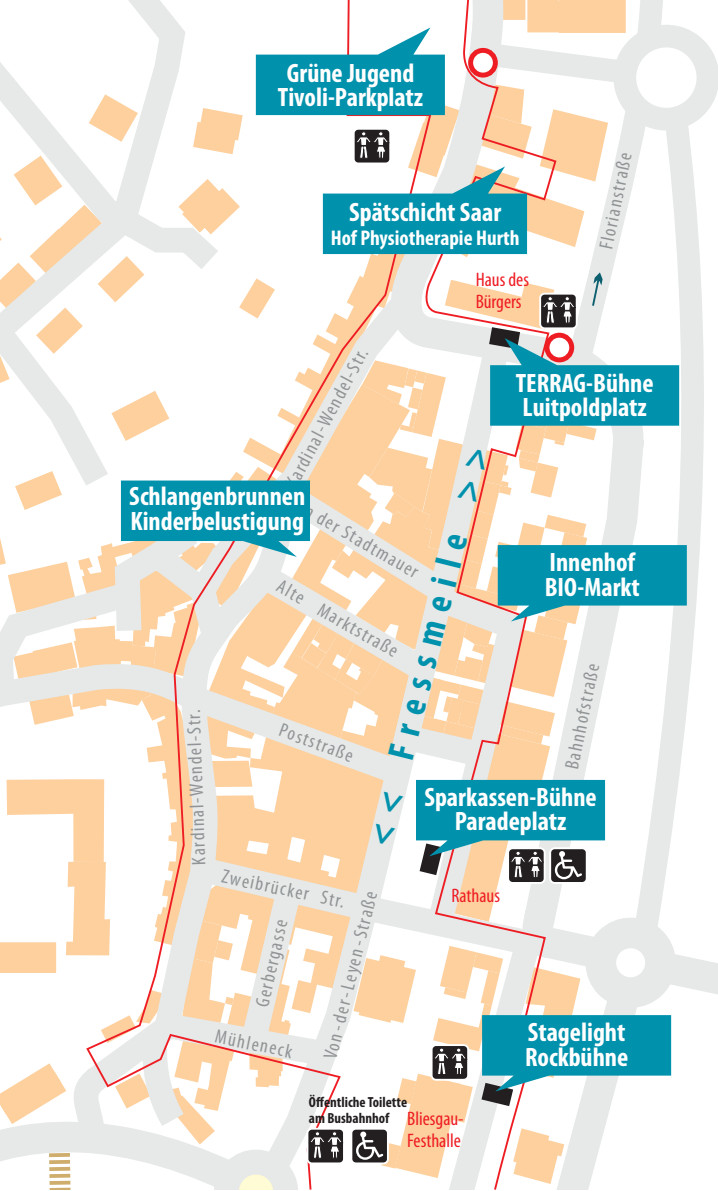 Grüne Jugend
Tivoli-Parkplatz
Spätschicht Saar
Hof Physiotherapie Hurth
Florianstraße
Haus des
Bürgers
TERRAG-Bühne
Luitpoldplatz
Kardinal-Wendel-Str.
Schlangenbrunnen
Kinderbelustigung
der Stadtmauer
< <
Fressmeile
> >
Innenhof
BIO-Markt
Alte Marktstraße
Poststraße
Bahnhofstraße
Kardinal-Wendel-Str.
Sparkassen-Bühne
Paradeplatz
Zweibrücker Str.
Rathaus
Gerbergasse
Von-der-Leyen-Straße
Mühleneck
Stagelight
Rockbühne
Öffentliche Toilette
am Busbahnhof
Bliesgau-
Festhalle